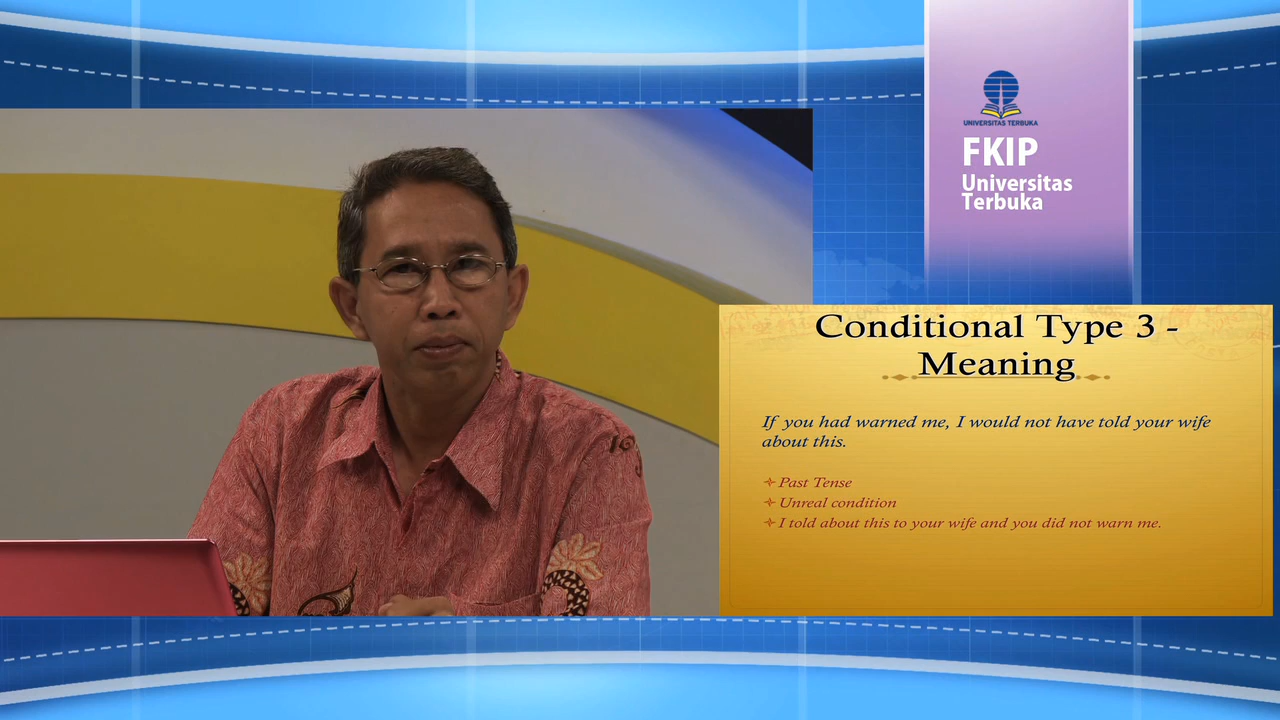 UNIVERSITAS TERBUKA
FKIP
Universitas
Terbuka
Conditional Type 3 -
Meaning
If you had warned me, I would not have told your wife
about this.
Past Tense
Unreal condition
I told about this to your wife and you did not warn me.